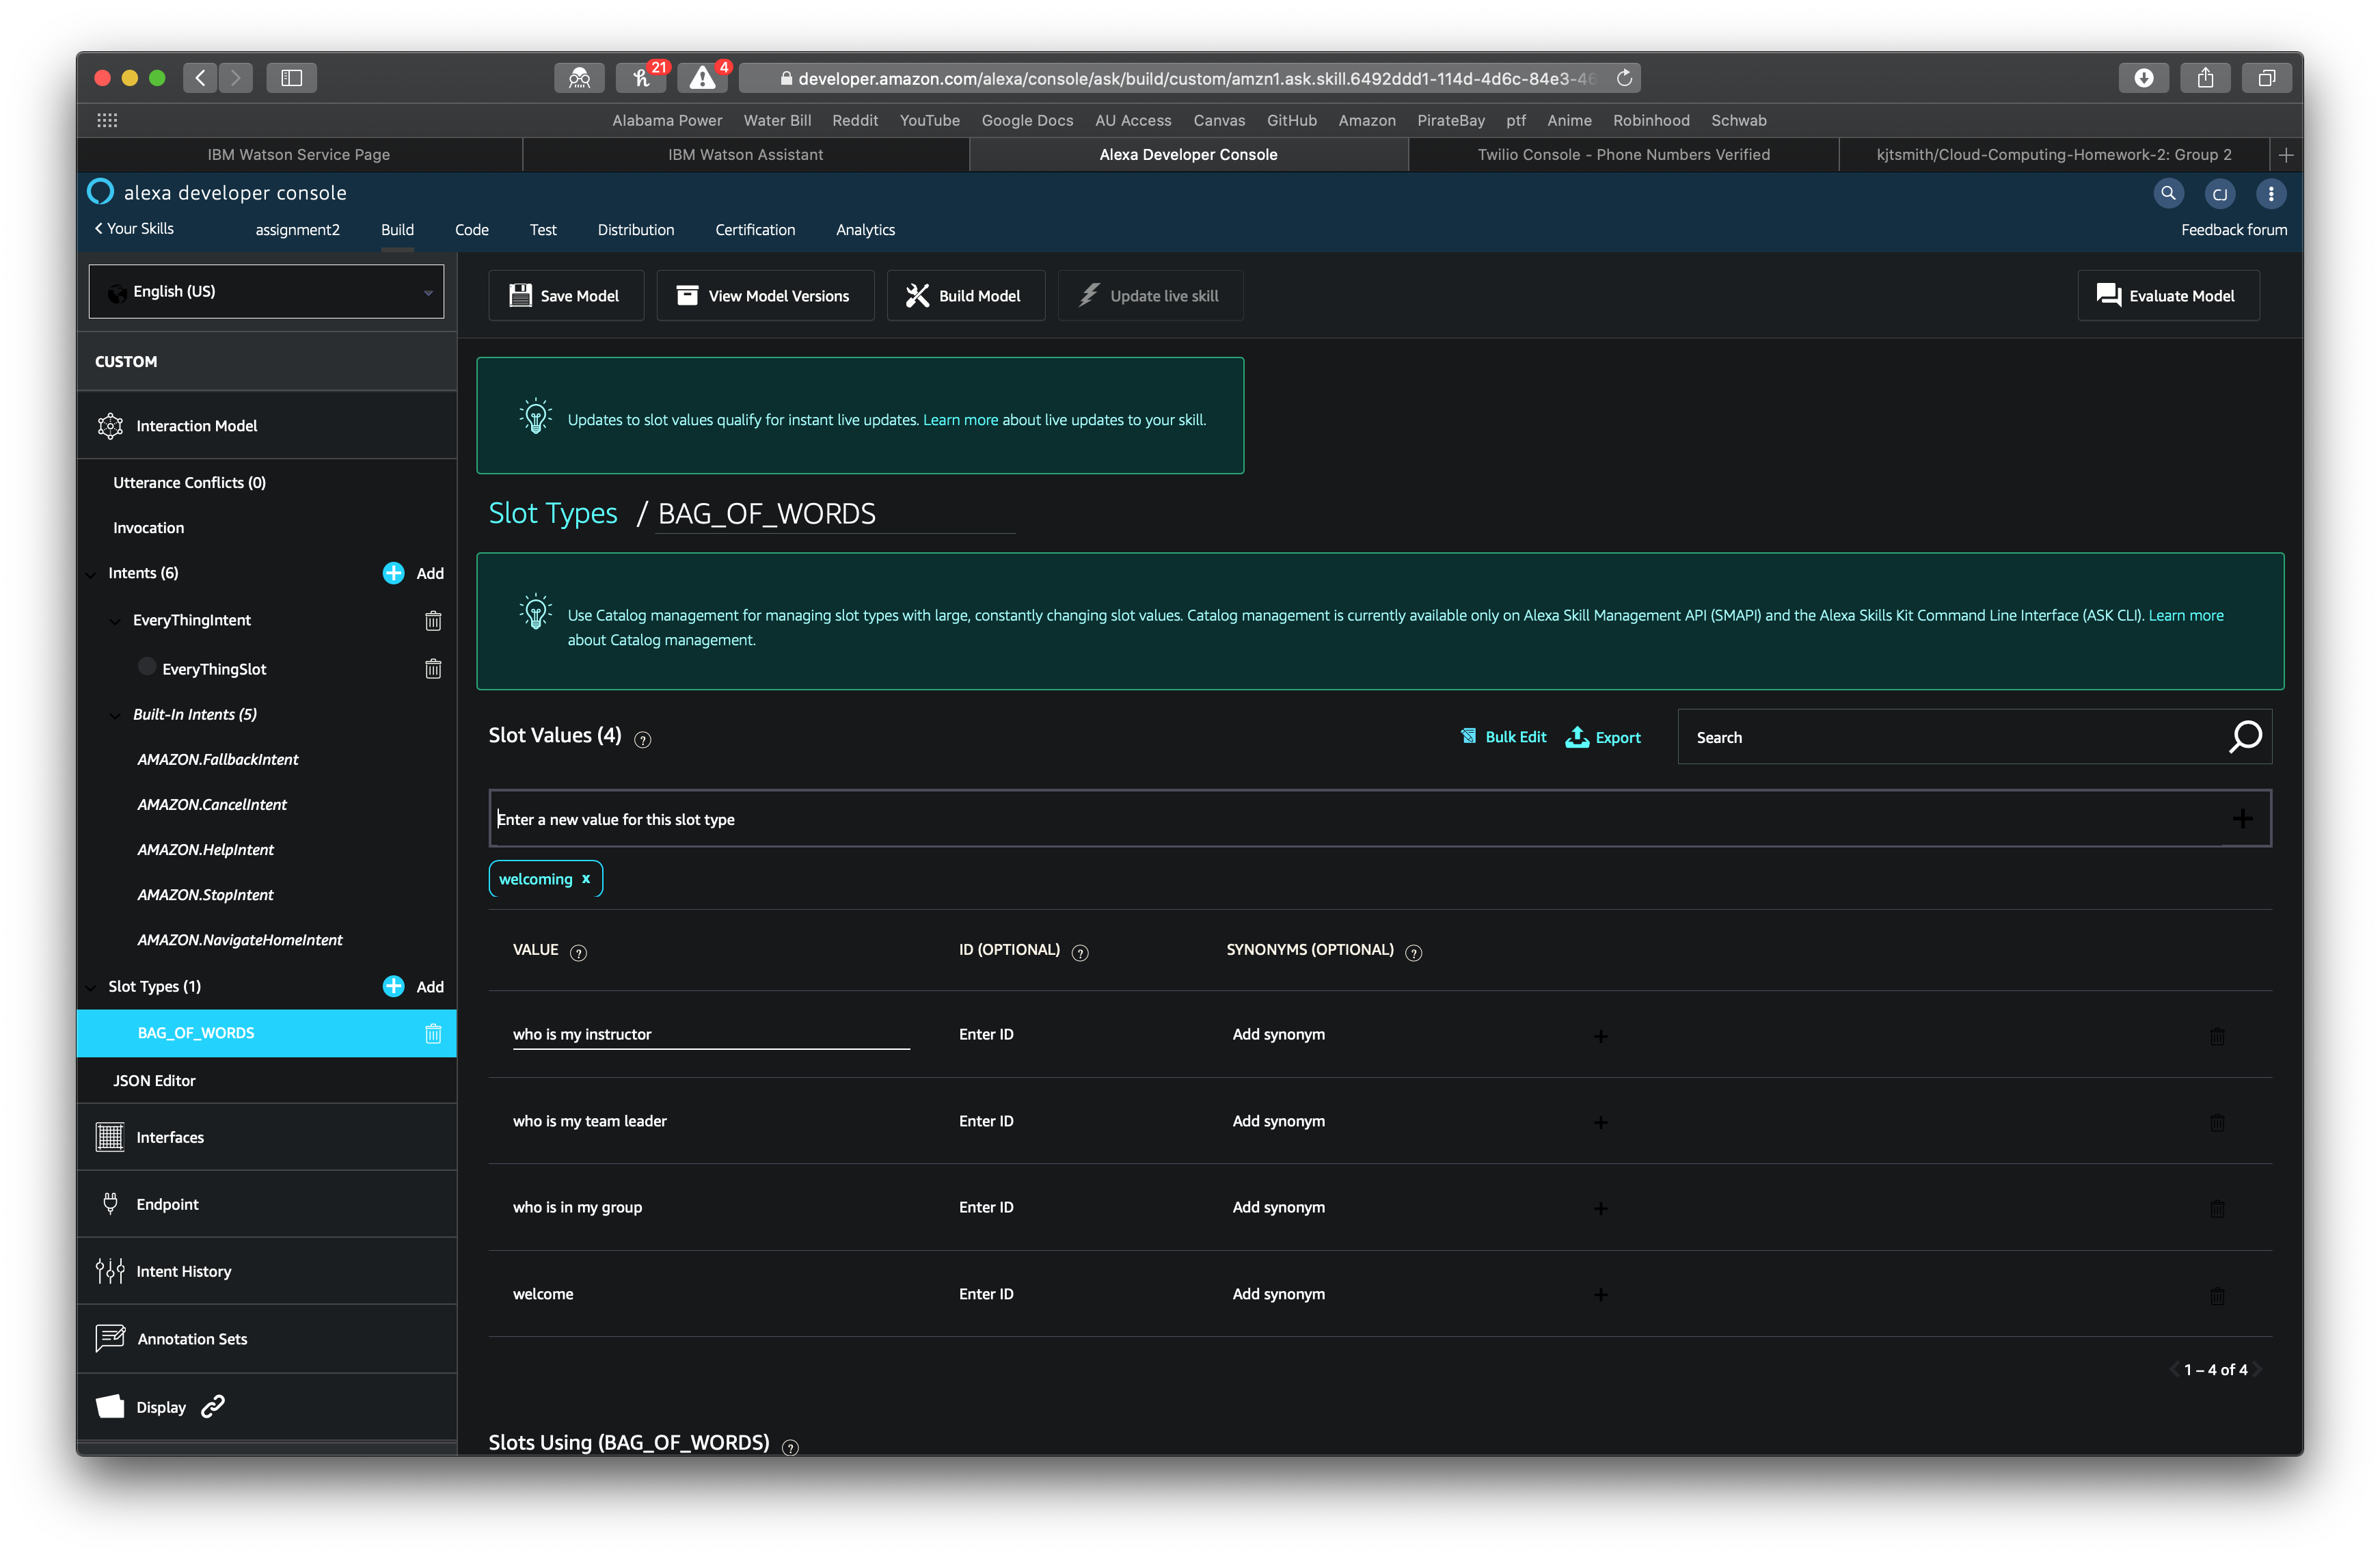 21
4
developer.amazon.com/alexa/console/ask/build/custom/amzn1.ask.skill.6492ddd1-114d-4d6c-84e3-46
Alabama Power Water Bill Reddit YouTube Google Docs AU Access Canvas GitHub Amazon PirateBay ptf Anime Robinhood Schwab
IBM Watson Service Page IBM Watson Assistant Alexa Developer Console Twilio Console - Phone Numbers Verified kjtsmith/Cloud-Computing-Homework-2: Group 2
alexa developer console
CJ
Your Skills assignment2 Build Code Test Distribution Certification Analytics Feedback forum
English (US)
Save Model View Model Versions Build Model Update live skill Evaluate Model
CUSTOM
Interaction Model
Utterance Conflicts (0)
Invocation
Intents (6) Add
EveryThingIntent
EveryThingSlot
Built-In Intents (5)
AMAZON.FallbackIntent
AMAZON.CancelIntent
AMAZON.HelpIntent
AMAZON.StopIntent
AMAZON.NavigateHomeIntent
Slot Types (1) Add
BAG_OF_WORDS
JSON Editor
Interfaces
Endpoint
Intent History
Annotation Sets
Display
Updates to slot values qualify for instant live updates. Learn more about live updates to your skill.
Slot Types / BAG_OF_WORDS
Use Catalog management for managing slot types with large, constantly changing slot values. Catalog management is currently available only on Alexa Skill Management API (SMAPI) and the Alexa Skills Kit Command Line Interface (ASK CLI). Learn more
about Catalog management.
Slot Values (4) ? Bulk Edit Export Search
Enter a new value for this slot type
welcoming x
VALUE ? ID (OPTIONAL) ? SYNONYMS (OPTIONAL) ?
who is my instructor Enter ID Add synonym
who is my team leader Enter ID Add synonym
who is in my group Enter ID Add synonym
welcome Enter ID Add synonym
1 – 4 of 4
Slots Using (BAG_OF_WORDS) ?